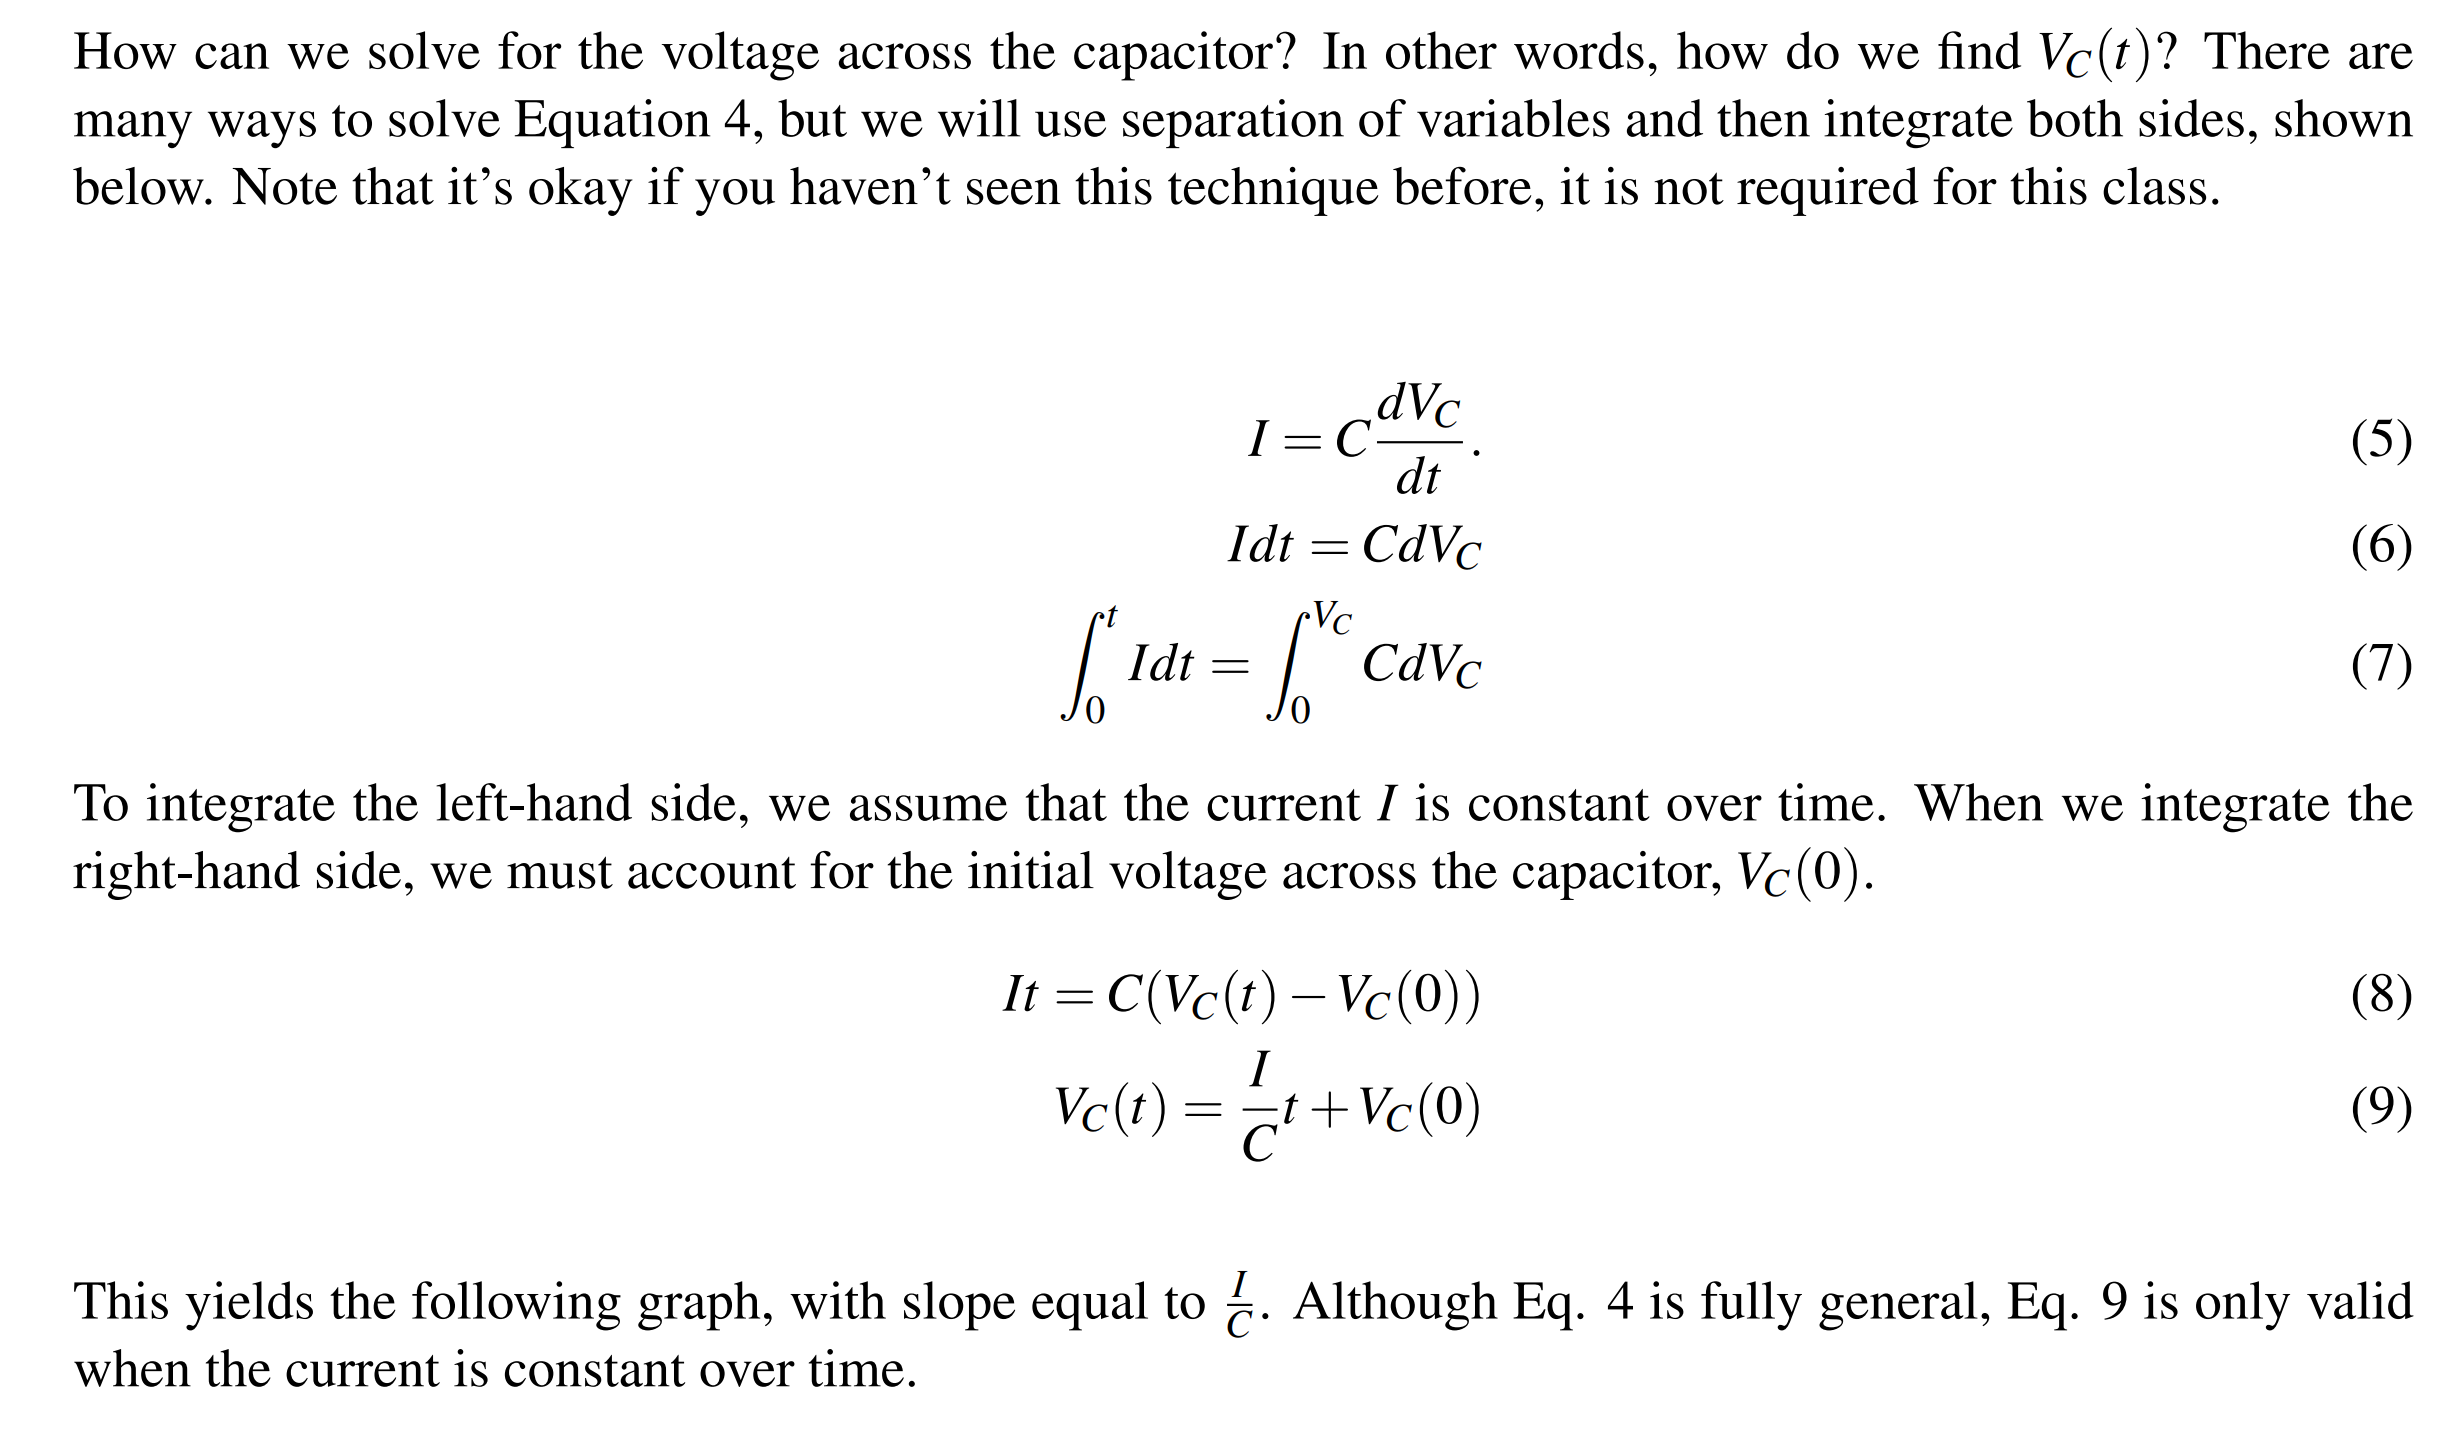 How can we solve for the voltage across the capacitor? In other words, how do we find $V_C(t)$? There are
many ways to solve Equation 4, but we will use separation of variables and then integrate both sides, shown
below. Note that it’s okay if you haven’t seen this technique before, it is not required for this class.
$I = C\frac{dV_C}{dt}.$ (5)
$Idt = CdV_C$ (6)
$\int_0^t Idt = \int_0^{V_C} CdV_C$ (7)
To integrate the left-hand side, we assume that the current $I$ is constant over time. When we integrate the
right-hand side, we must account for the initial voltage across the capacitor, $V_C(0)$.
$It = C(V_C(t) - V_C(0))$ (8)
$V_C(t) = \frac{I}{C}t + V_C(0)$ (9)
This yields the following graph, with slope equal to $\frac{I}{C}$. Although Eq. 4 is fully general, Eq. 9 is only valid
when the current is constant over time.